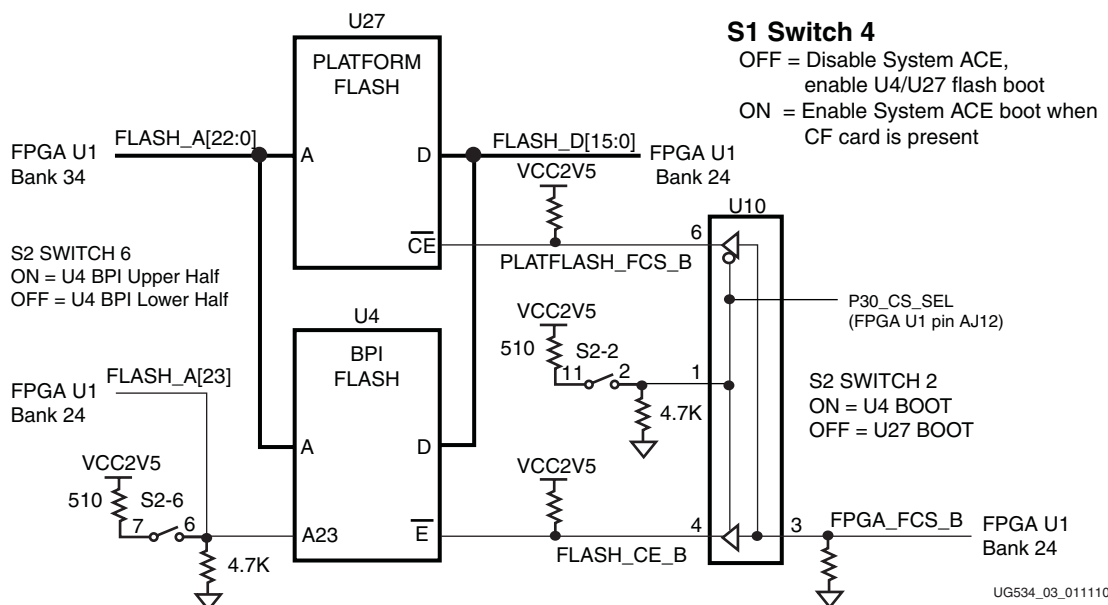 U27
PLATFORM
FLASH
S1 Switch 4
OFF = Disable System ACE,
enable U4/U27 flash boot
ON = Enable System ACE boot when
CF card is present
FPGA U1
Bank 34
FLASH_A[22:0]
A
D
FLASH_D[15:0]
FPGA U1
Bank 24
VCC2V5
U10
CE
6
PLATFLASH_FCS_B
S2 SWITCH 6
ON = U4 BPI Upper Half
OFF = U4 BPI Lower Half
P30_CS_SEL
(FPGA U1 pin AJ12)
U4
BPI
FLASH
VCC2V5
510
S2-2
11
2
1
4.7K
S2 SWITCH 2
ON = U4 BOOT
OFF = U27 BOOT
FPGA U1
Bank 24
FLASH_A[23]
A
D
VCC2V5
510
S2-6
7
6
4.7K
A23
E
VCC2V5
4
FLASH_CE_B
3
FPGA_FCS_B
FPGA U1
Bank 24
UG534_03_011110